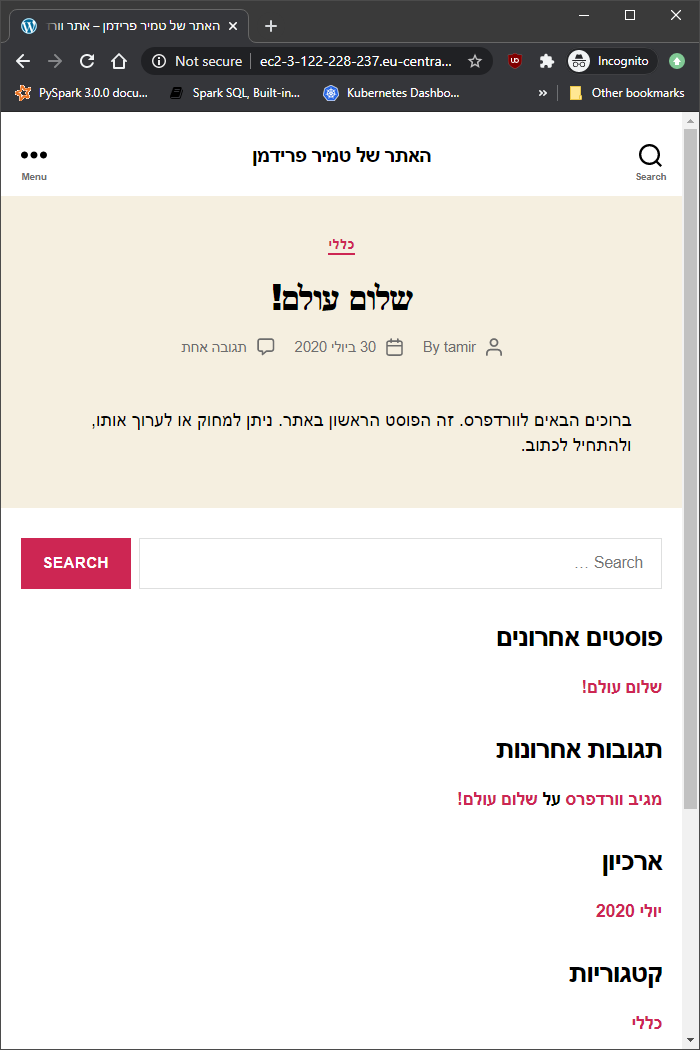 האתר של טמיר פרידמן – אתר וורד
Not secure
ec2-3-122-228-237.eu-centra...
UD
Incognito
PySpark 3.0.0 docu...
Spark SQL, Built-in...
Kubernetes Dashbo...
»
Other bookmarks
Menu
האתר של טמיר פרידמן
Search
כללי
שלום עולם!
By tamir
30 ביולי 2020
תגובה אחת
ברוכים הבאים לוורדפרס. זה הפוסט הראשון באתר. ניתן למחוק או לערוך אותו,
ולהתחיל לכתוב.
Search …
SEARCH
פוסטים אחרונים
שלום עולם!
תגובות אחרונות
מגיב וורדפרס על שלום עולם!
ארכיון
יולי 2020
קטגוריות
כללי